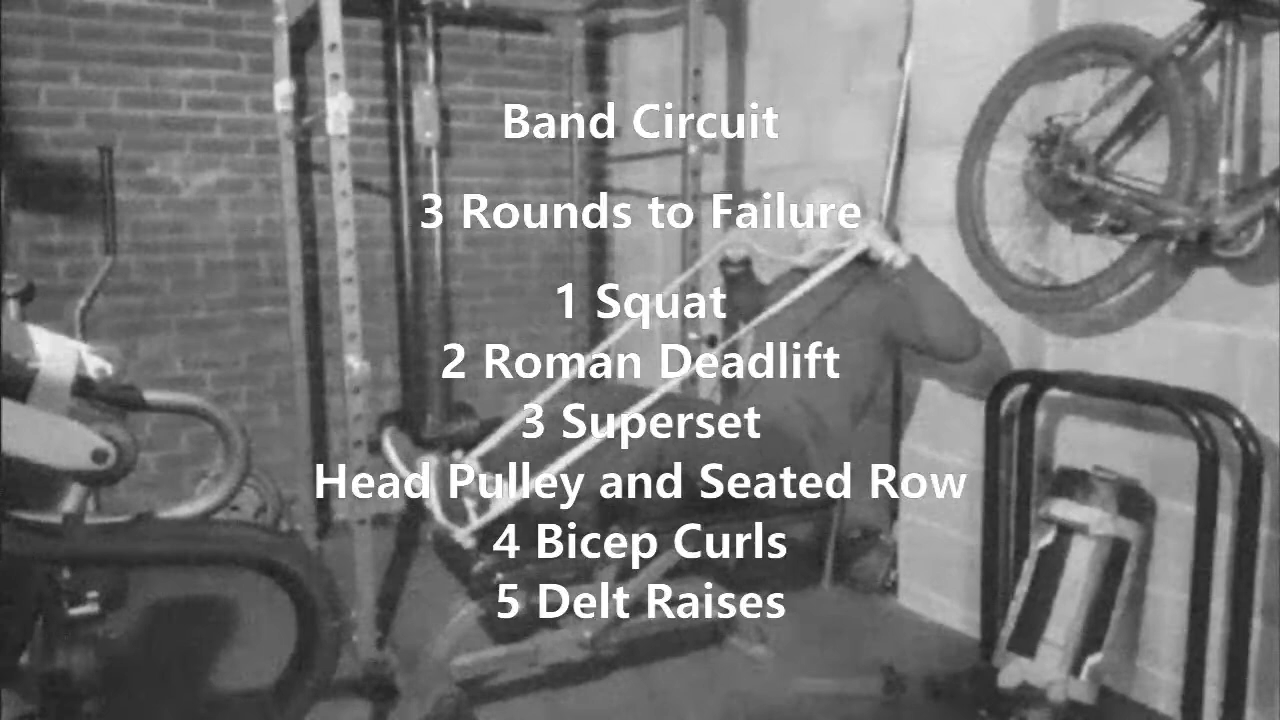 Band Circuit
3 Rounds to Failure
1 Squat
2 Roman Deadlift
3 Superset
Head Pulley and Seated Row
4 Bicep Curls
5 Delt Raises